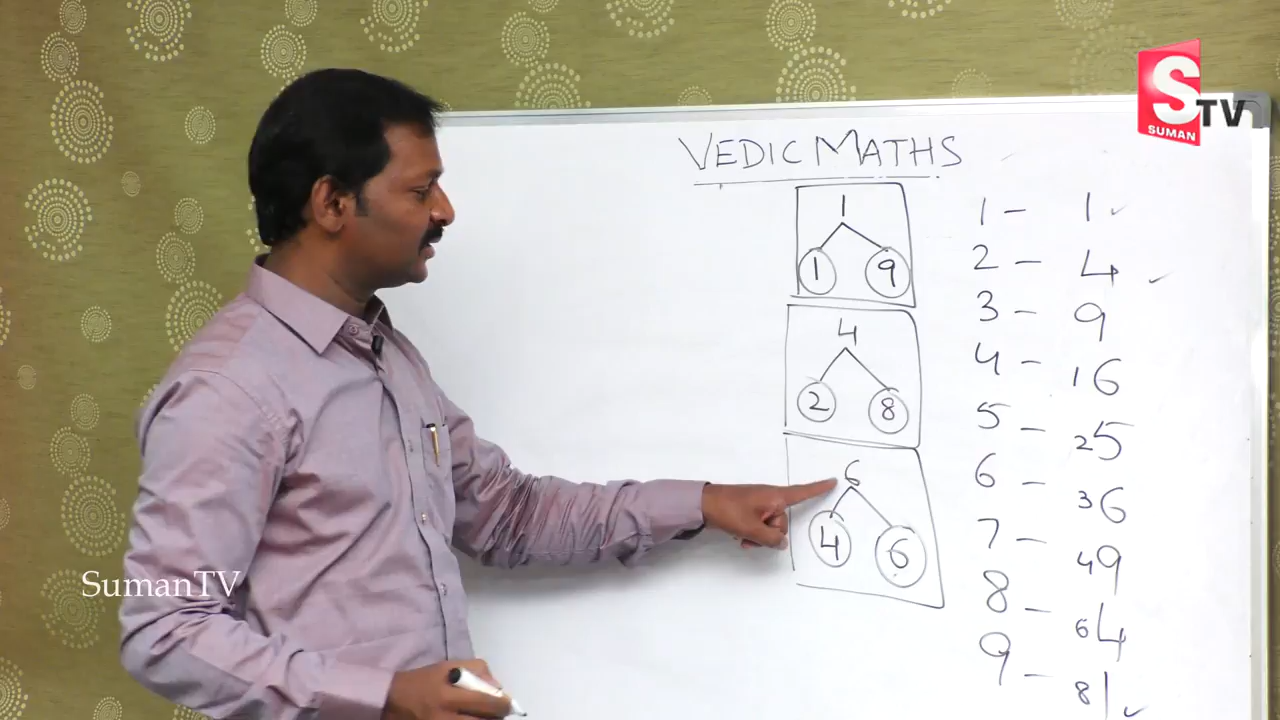 S
SUMAN
TV
VEDIC MATHS
1
1 9
4
2 8
6
4 6
1 – 1 ✓
2 – 4 ✓
3 – 9
4 – 16
5 – 25
6 – 36
7 – 49
8 – 64
9 – 81 ✓
SumanTV